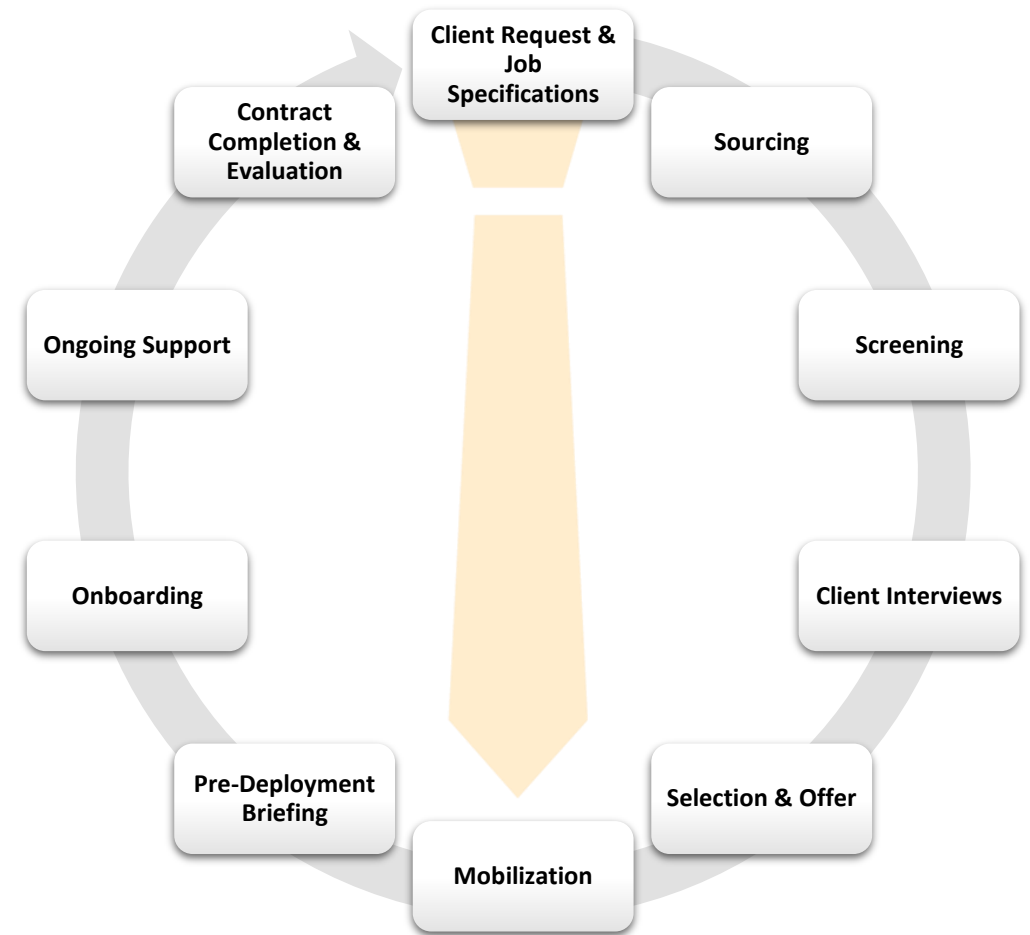 Client Request &
Job
Specifications
Sourcing
Screening
Client Interviews
Selection & Offer
Mobilization
Pre-Deployment
Briefing
Onboarding
Ongoing Support
Contract
Completion &
Evaluation